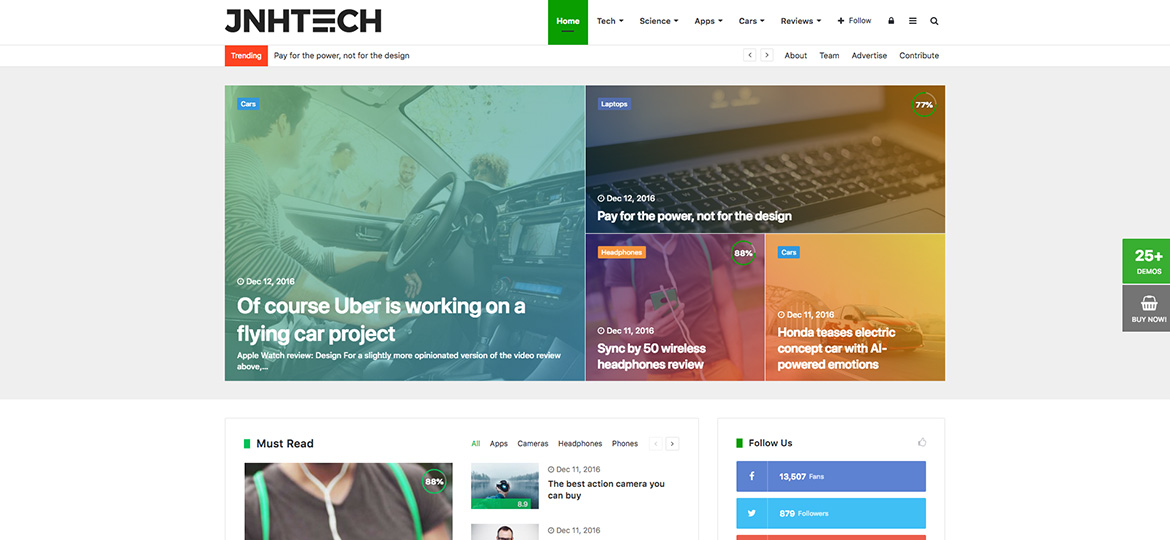 JNHTECH
Home Tech Science Apps Cars Reviews Follow
Trending Pay for the power, not for the design
About Team Advertise Contribute
Cars
Dec 12, 2016
Of course Uber is working on a
flying car project
Apple Watch review: Design For a slightly more opinionated version of the video review
above,...
Laptops
77%
Dec 12, 2016
Pay for the power, not for the design
Headphones
88%
Dec 11, 2016
Sync by 50 wireless
headphones review
Cars
Dec 11, 2016
Honda teases electric
concept car with AI-
powered emotions
25+
DEMOS
BUY NOW!
Must Read
All Apps Cameras Headphones Phones
88%
Dec 11, 2016
The best action camera you
can buy
8.9
Dec 11, 2016
Follow Us
13,507 Fans
879 Followers